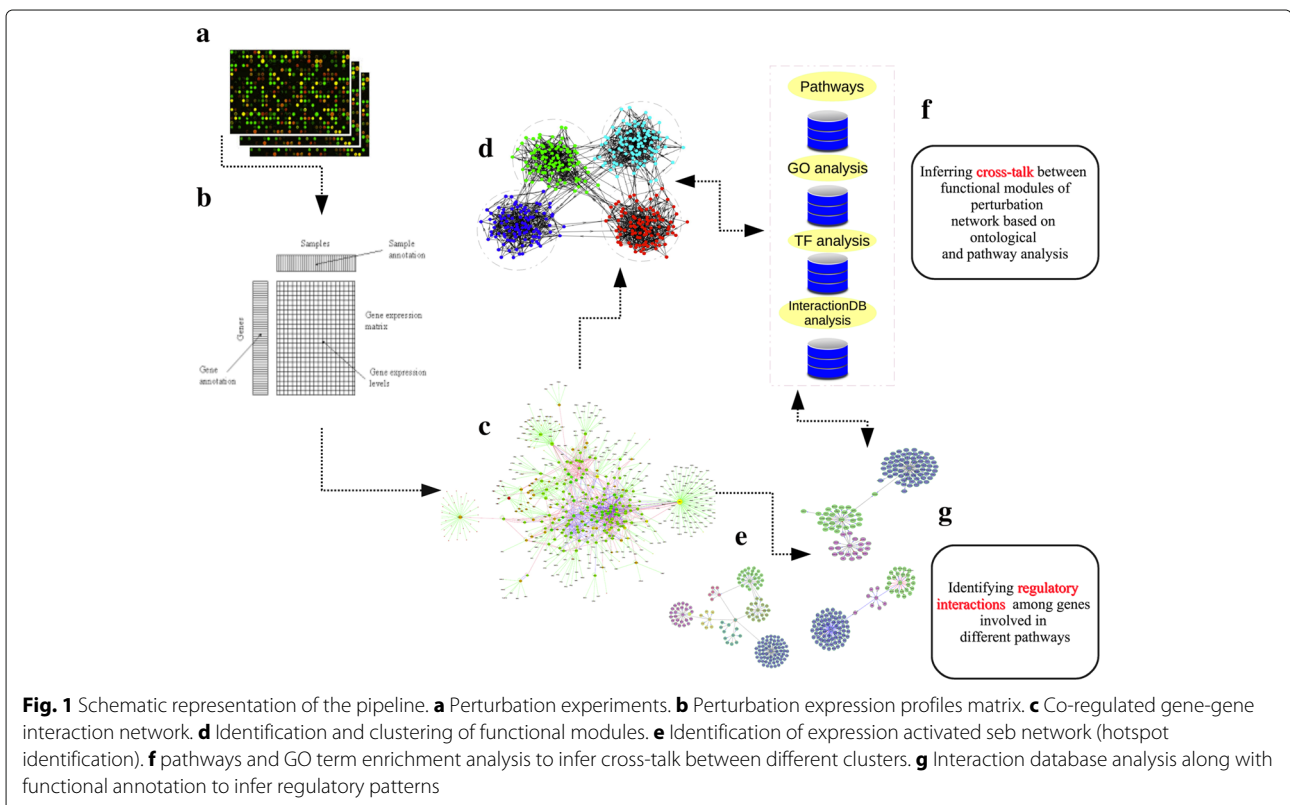 a
b
Samples
Sample
annotation
Genes
Gene expression
matrix
Gene
annotation
Gene expression
levels
c
d
e
Pathways
GO analysis
TF analysis
InteractionDB
analysis
f
Inferring cross-talk between
functional modules of
perturbation
network based on
ontological
and pathway analysis
g
Identifying regulatory
interactions among genes
involved in
different pathways
Fig. 1 Schematic representation of the pipeline. a Perturbation experiments. b Perturbation expression profiles matrix. c Co-regulated gene-gene
interaction network. d Identification and clustering of functional modules. e Identification of expression activated seb network (hotspot
identification). f pathways and GO term enrichment analysis to infer cross-talk between different clusters. g Interaction database analysis along with
functional annotation to infer regulatory patterns